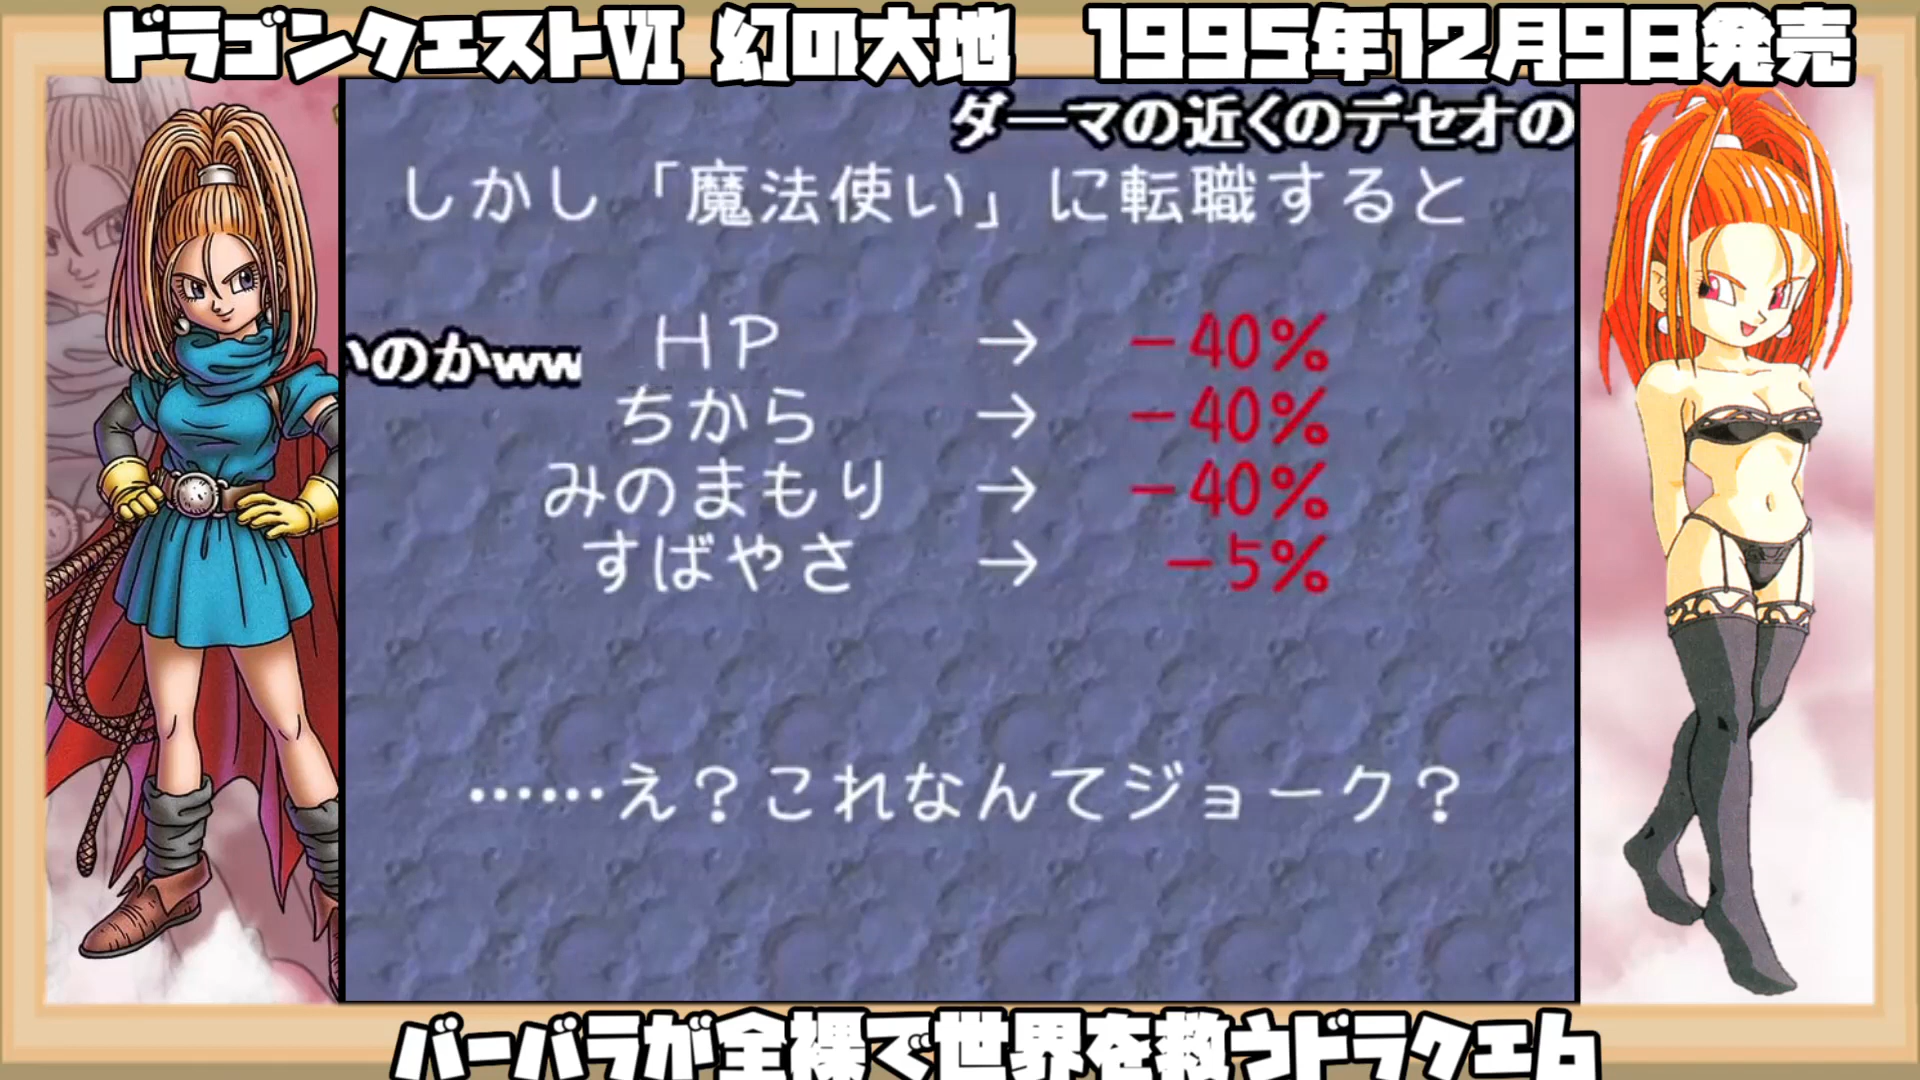 ドラゴンクエストⅥ 幻の大地　1995年12月9日発売
ダーマの近くのデセオの
しかし「魔法使い」に転職すると
いのかww
ＨＰ → －40％
ちから → －40％
みのまもり → －40％
すばやさ → －5％
……え？これなんてジョーク？
バーバラが全裸で世界を救うドラクエ6